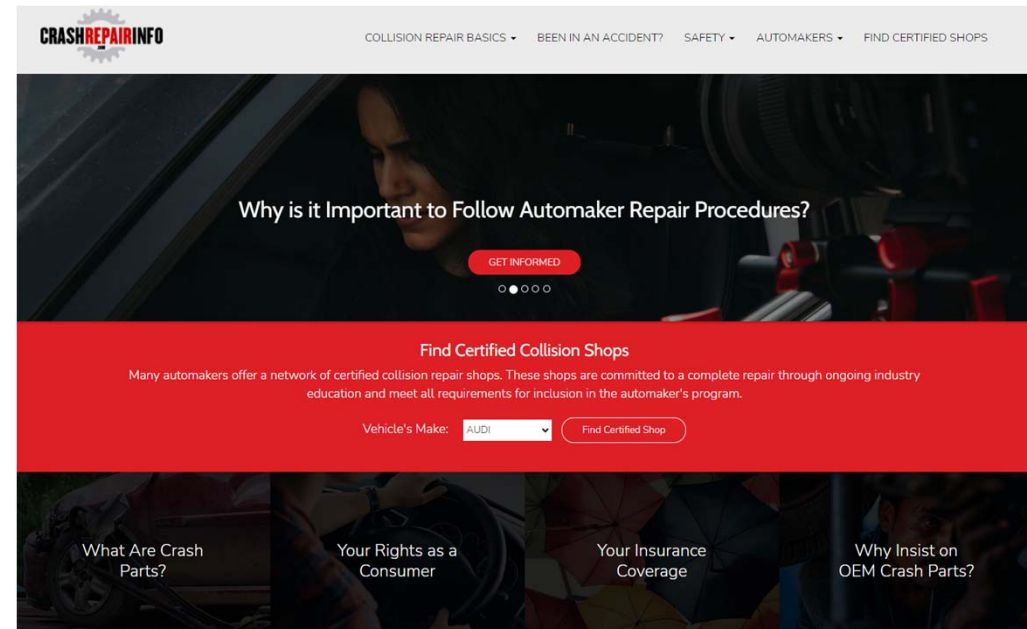 CRASHREPAIRINFO
.com
COLLISION REPAIR BASICS
BEEN IN AN ACCIDENT?
SAFETY
AUTOMAKERS
FIND CERTIFIED SHOPS
Why is it Important to Follow Automaker Repair Procedures?
GET INFORMED
Find Certified Collision Shops
Many automakers offer a network of certified collision repair shops. These shops are committed to a complete repair through ongoing industry
education and meet all requirements for inclusion in the automaker's program.
Vehicle's Make: AUDI Find Certified Shop
What Are Crash
Parts?
Your Rights as a
Consumer
Your Insurance
Coverage
Why Insist on
OEM Crash Parts?